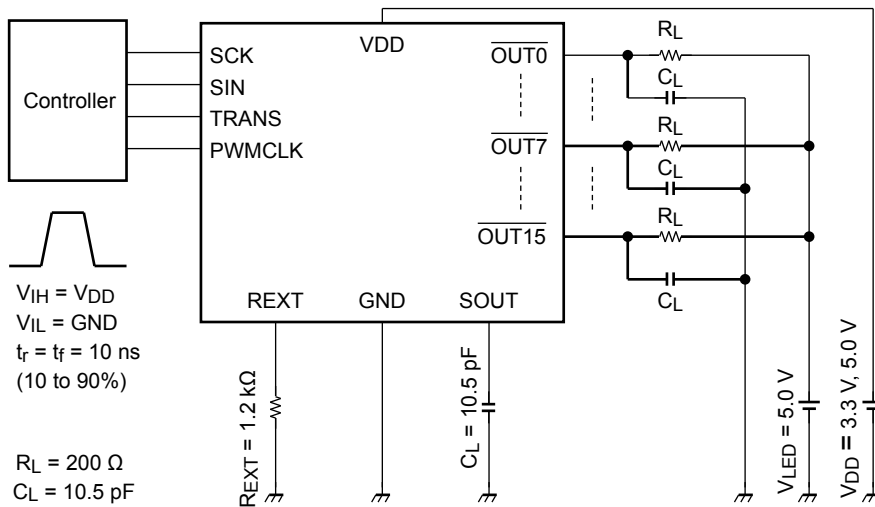 Controller
SCK
SIN
TRANS
PWMCLK
VDD
OUT0
OUT7
OUT15
REXT
GND
SOUT
RL
CL
RL
CL
RL
CL
VIH = VDD
VIL = GND
tr = tf = 10 ns
(10 to 90%)
RL = 200 Ω
CL = 10.5 pF
REXT = 1.2 kΩ
CL = 10.5 pF
VLED = 5.0 V
VDD = 3.3 V, 5.0 V